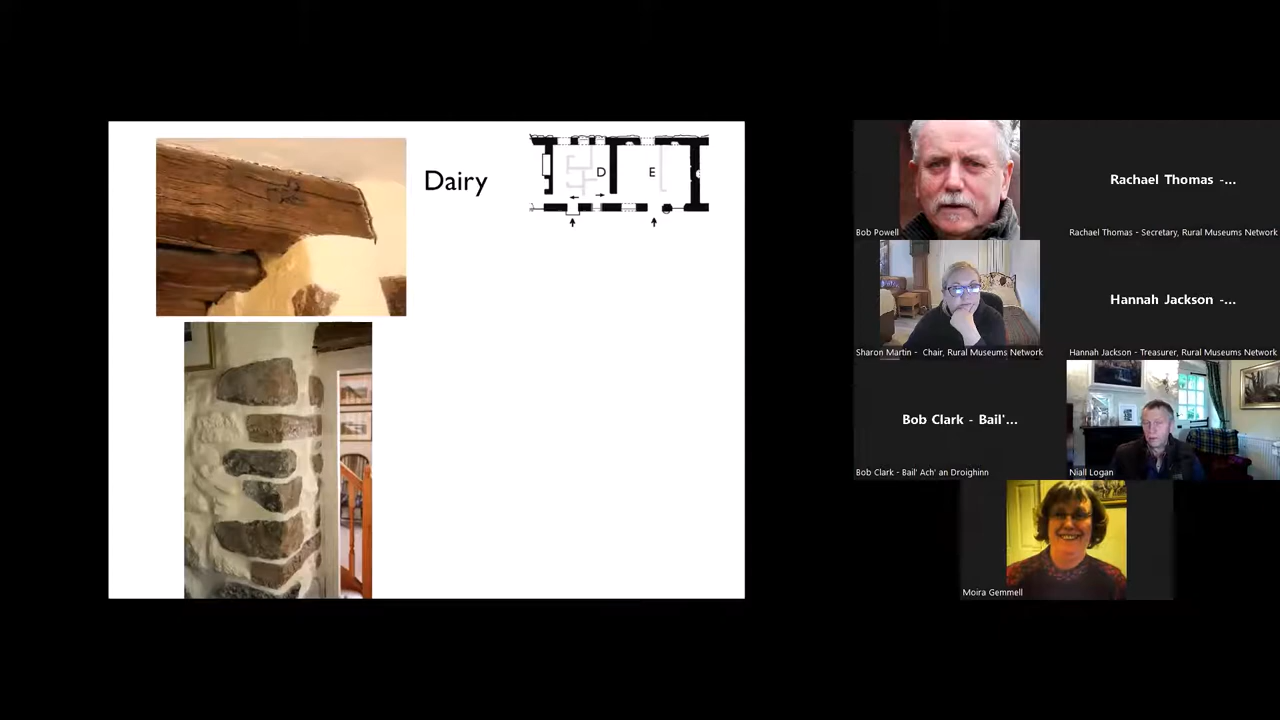 Dairy
D
E
Bob Powell
Rachael Thomas -...
Rachael Thomas - Secretary, Rural Museums Network
Sharon Martin - Chair, Rural Museums Network
Hannah Jackson -...
Hannah Jackson - Treasurer, Rural Museums Network
Bob Clark - Bail'...
Bob Clark - Bail' Ach' an Droighinn
Niall Logan
Moira Gemmell